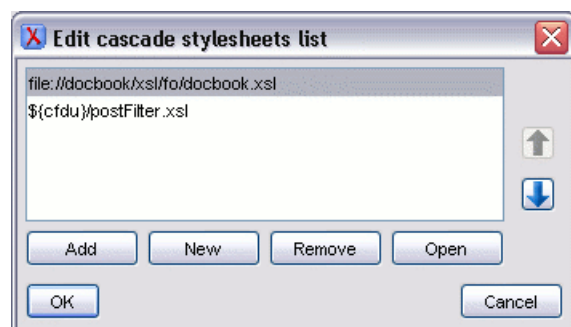 Edit cascade stylesheets list
file://docbook/xsl/fo/docbook.xsl
${cfdu}/postFilter.xsl
Add New Remove Open
OK Cancel